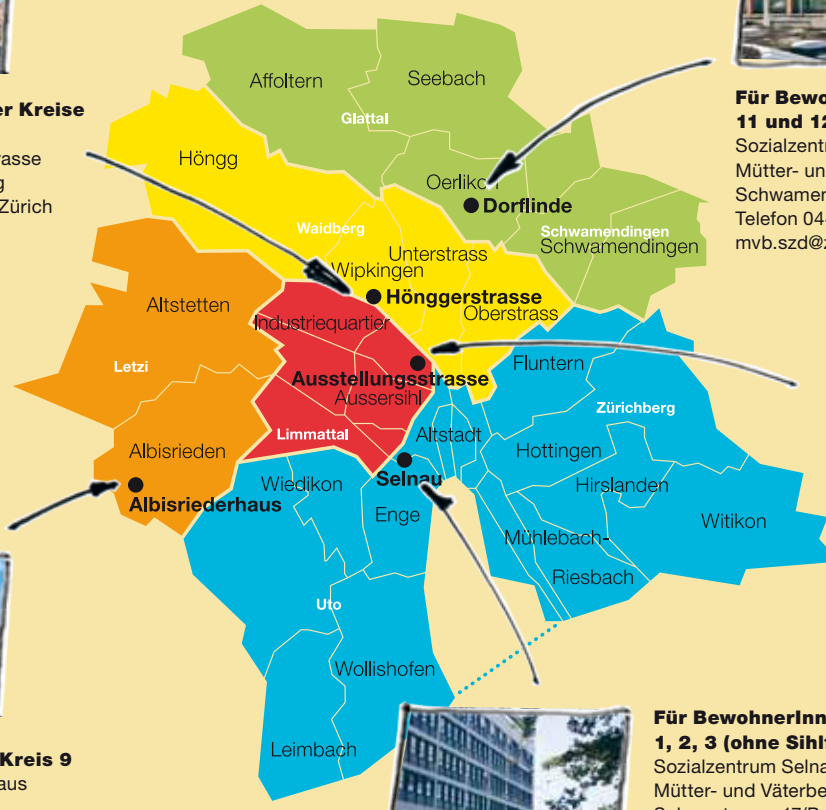 er Kreise
rasse
g
Zürich
Für Bewoh
11 und 12
Sozialzentr
Mütter- un
Schwamen
Telefon 04
mvb.szd@z
Affoltern
Seebach
Glattal
Höngg
Oerlikon
Dorflinde
Schwamendingen
Schwamendingen
Waidberg
Unterstrass
Wipkingen
Hönggerstrasse
Oberstrass
Altstetten
Industriequartier
Letzi
Fluntern
Ausstellungsstrasse
Aussersihl
Zürichberg
Limmattal
Altstadt
Albisrieden
Hottingen
Wiedikon
Selnau
Hirslanden
Albisriederhaus
Enge
Witikon
Mühlebach-
Riesbach
Uto
Wollishofen
Leimbach
Kreis 9
aus
Für BewohnerInn
1, 2, 3 (ohne Sihl
Sozialzentrum Selna
Mütter- und Väterbe